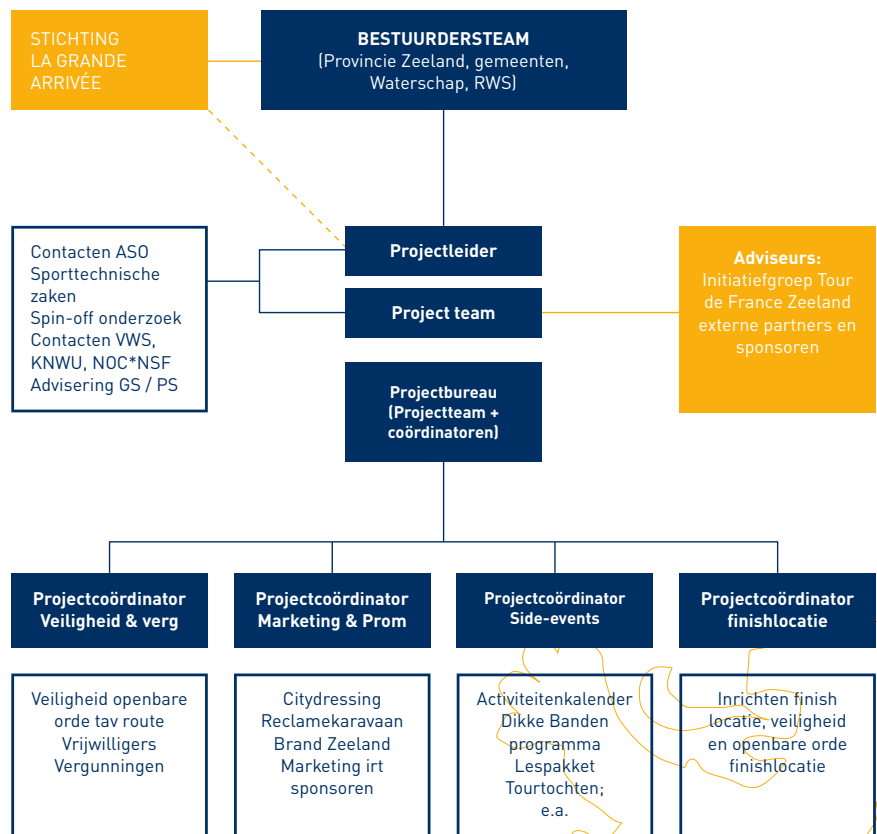 STICHTING
LA GRANDE
ARRIVÉE
BESTUURDERSTEAM
(Provincie Zeeland, gemeenten,
Waterschap, RWS)
Contacten ASO
Sporttechnische
zaken
Spin-off onderzoek
Contacten VWS,
KNWU, NOC*NSF
Advisering GS / PS
Projectleider
Project team
Adviseurs:
Initiatiefgroep Tour
de France Zeeland
externe partners en
sponsoren
Projectbureau
(Projectteam +
coördinatoren)
Projectcoördinator
Veiligheid & verg
Projectcoördinator
Marketing & Prom
Projectcoördinator
Side-events
Projectcoördinator
finishlocatie
Veiligheid openbare
orde tav route
Vrijwilligers
Vergunningen
Citydressing
Reclamekaravaan
Brand Zeeland
Marketing irt
sponsoren
Activiteitenkalender
Dikke Banden
programma
Lespakket
Tourtochten;
e.a.
Inrichten finish
locatie, veiligheid
en openbare orde
finishlocatie